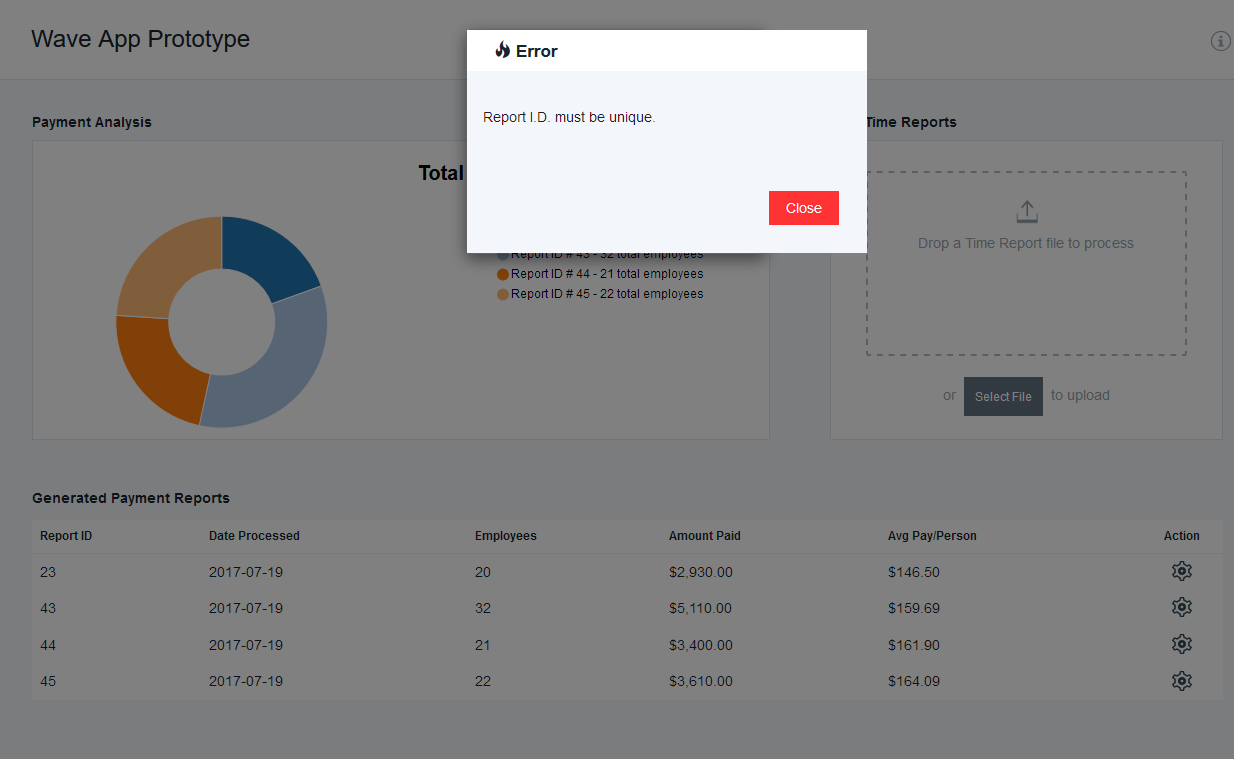 Wave App Prototype
Error
Report I.D. must be unique.
Close
Payment Analysis
Total
Report ID # 43 - 32 total employees
Report ID # 44 - 21 total employees
Report ID # 45 - 22 total employees
Time Reports
Drop a Time Report file to process
or Select File to upload
Generated Payment Reports
Report ID Date Processed Employees Amount Paid Avg Pay/Person Action
23 2017-07-19 20 $2,930.00 $146.50
43 2017-07-19 32 $5,110.00 $159.69
44 2017-07-19 21 $3,400.00 $161.90
45 2017-07-19 22 $3,610.00 $164.09